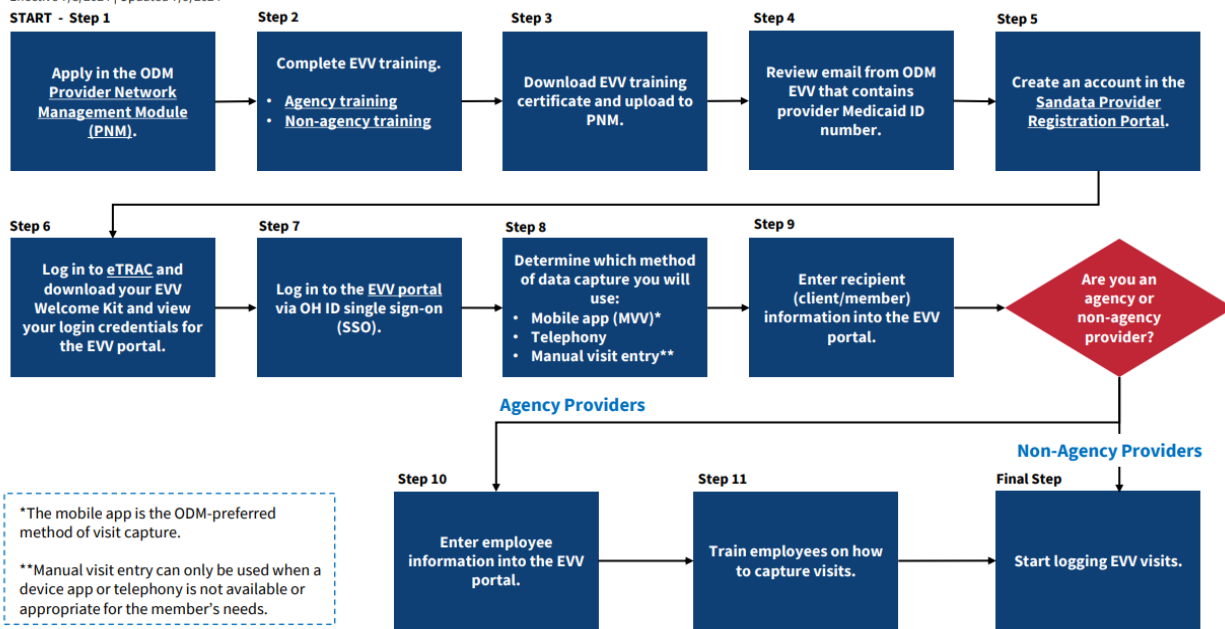 START - Step 1
Step 2
Step 3
Step 4
Step 5
Apply in the ODM
Provider Network
Management Module
(PNM).
Complete EVV training.
• Agency training
• Non-agency training
Download EVV training
certificate and upload to
PNM.
Review email from ODM
EVV that contains
provider Medicaid ID
number.
Create an account in the
Sandata Provider
Registration Portal.
Step 6
Step 7
Step 8
Step 9
Log in to eTRAC and
download your EVV
Welcome Kit and view
your login credentials for
the EVV portal.
Log in to the EVV portal
via OH ID single sign-on
(SSO).
Determine which method
of data capture you will
use:
• Mobile app (MVV)*
• Telephony
• Manual visit entry**
Enter recipient
(client/member)
information into the EVV
portal.
Are you an
agency or
non-agency
provider?
Agency Providers
Non-Agency Providers
Step 10
Step 11
Final Step
Enter employee
information into the EVV
portal.
Train employees on how
to capture visits.
Start logging EVV visits.
*The mobile app is the ODM-preferred
method of visit capture.
**Manual visit entry can only be used when a
device app or telephony is not available or
appropriate for the member's needs.